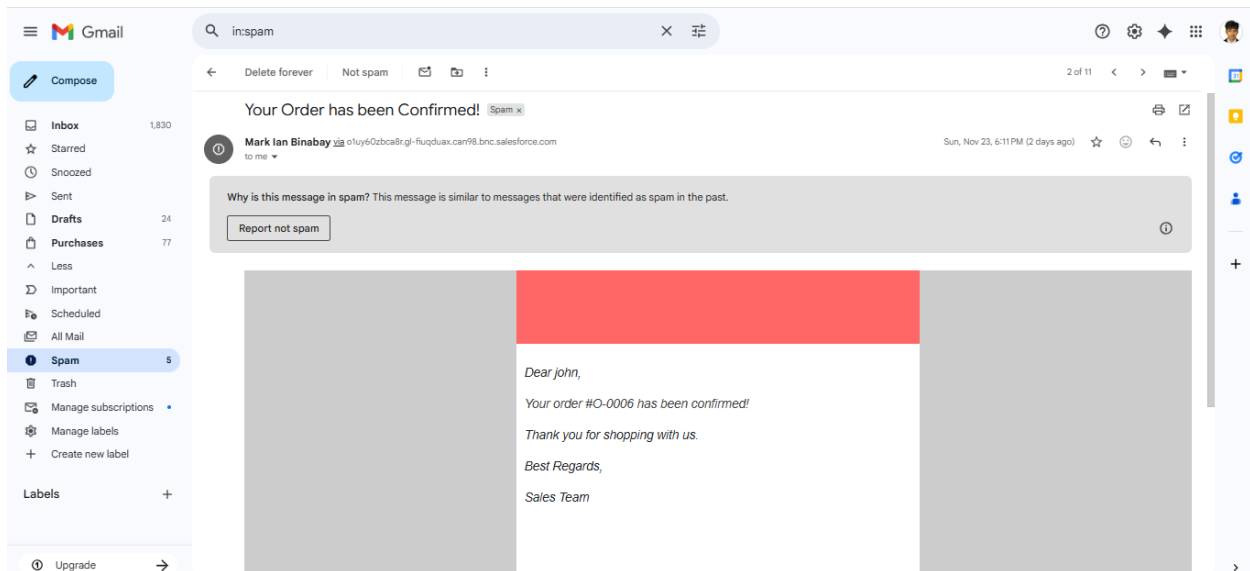 Gmail
in:spam
Compose
Delete forever
Not spam
2 of 11
Your Order has been Confirmed!
Spam x
Inbox 1,830
Starred
Snoozed
Sent
Drafts 24
Purchases 77
Less
Important
Scheduled
All Mail
Spam 5
Trash
Manage subscriptions
Manage labels
Create new label
Labels
Upgrade
Mark Ian Binabay via o1uy60zbca8r.gl-fiuqduax.can98.bnc.salesforce.com
Sun, Nov 23, 6:11 PM (2 days ago)
to me
Why is this message in spam? This message is similar to messages that were identified as spam in the past.
Report not spam
Dear john,
Your order #O-0006 has been confirmed!
Thank you for shopping with us.
Best Regards,
Sales Team
31